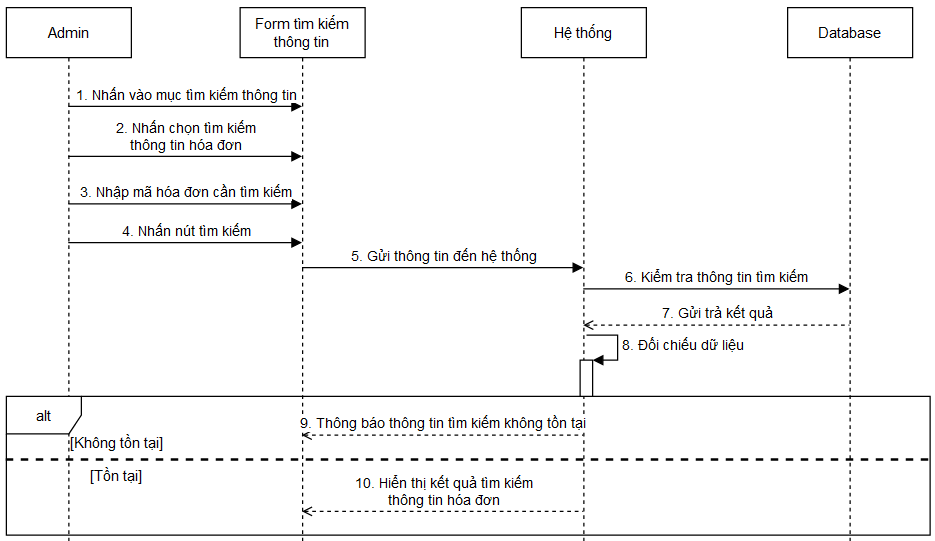 Admin
Form tìm kiếm
thông tin
Hệ thống
Database
1. Nhấn vào mục tìm kiếm thông tin
2. Nhấn chọn tìm kiếm
thông tin hóa đơn
3. Nhập mã hóa đơn cần tìm kiếm
4. Nhấn nút tìm kiếm
5. Gửi thông tin đến hệ thống
6. Kiểm tra thông tin tìm kiếm
7. Gửi trả kết quả
8. Đối chiếu dữ liệu
alt
9. Thông báo thông tin tìm kiếm không tồn tại
[Không tồn tại]
[Tồn tại]
10. Hiển thị kết quả tìm kiếm
thông tin hóa đơn